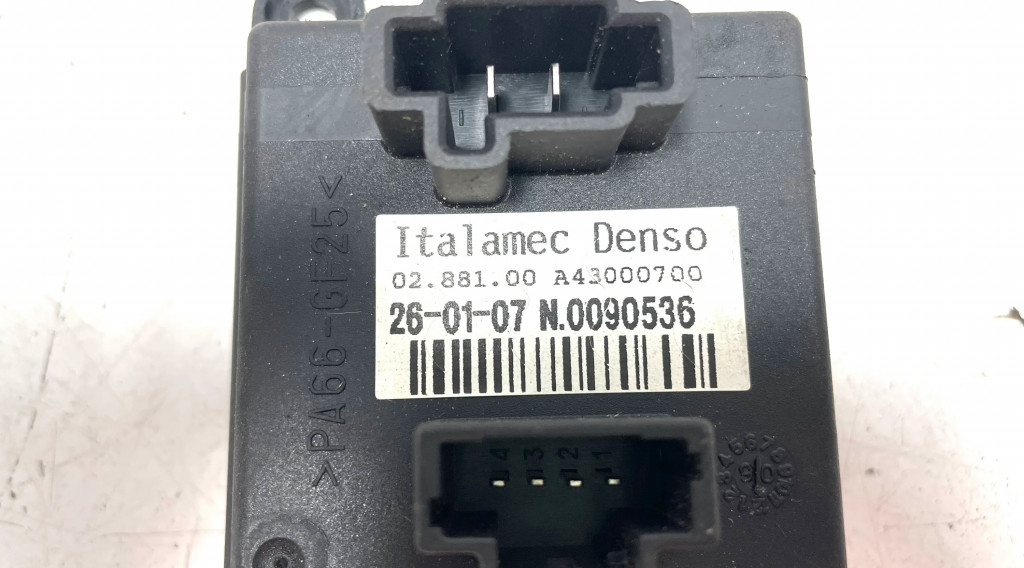 Italamec Denso
02.881.00 A43000700
26-01-07 N.0090536
>PA66-GF25<
4 3 2 1